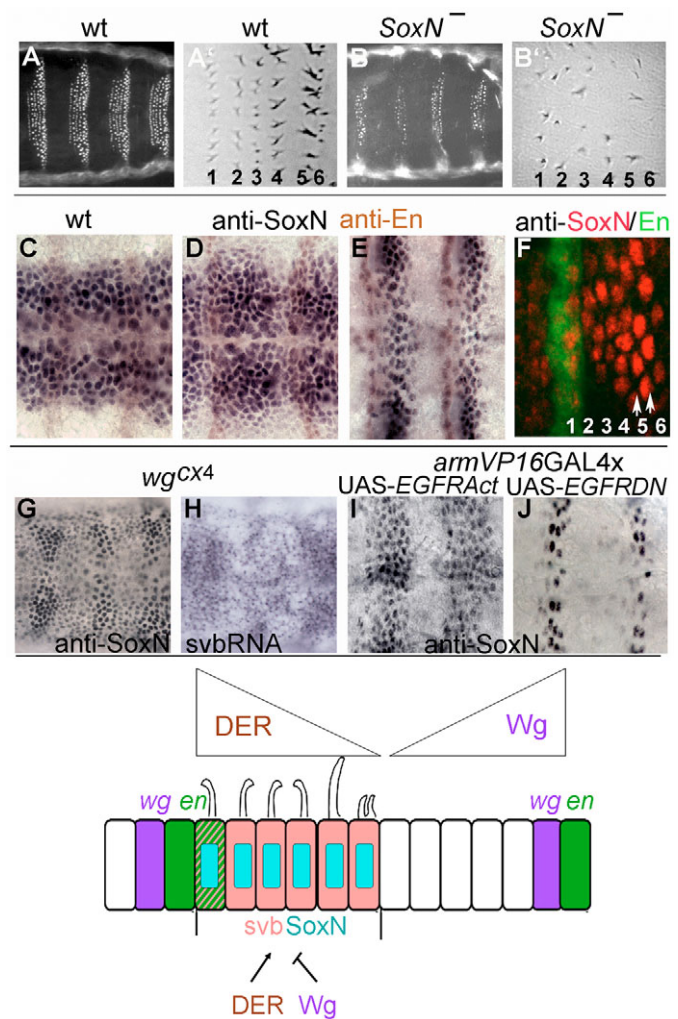 wt wt SoxN⁻ SoxN⁻
A A' B B'
1 2 3 4 5 6 1 2 3 4 5 6
wt anti-SoxN anti-En anti-SoxN/En
C D E F
1 2 3 4 5 6
wgCX4 armVP16GAL4x
UAS-EGFRAct UAS-EGFRDN
G H I J
anti-SoxN svbRNA anti-SoxN
DER Wg
wg en wg en
svb SoxN
DER Wg